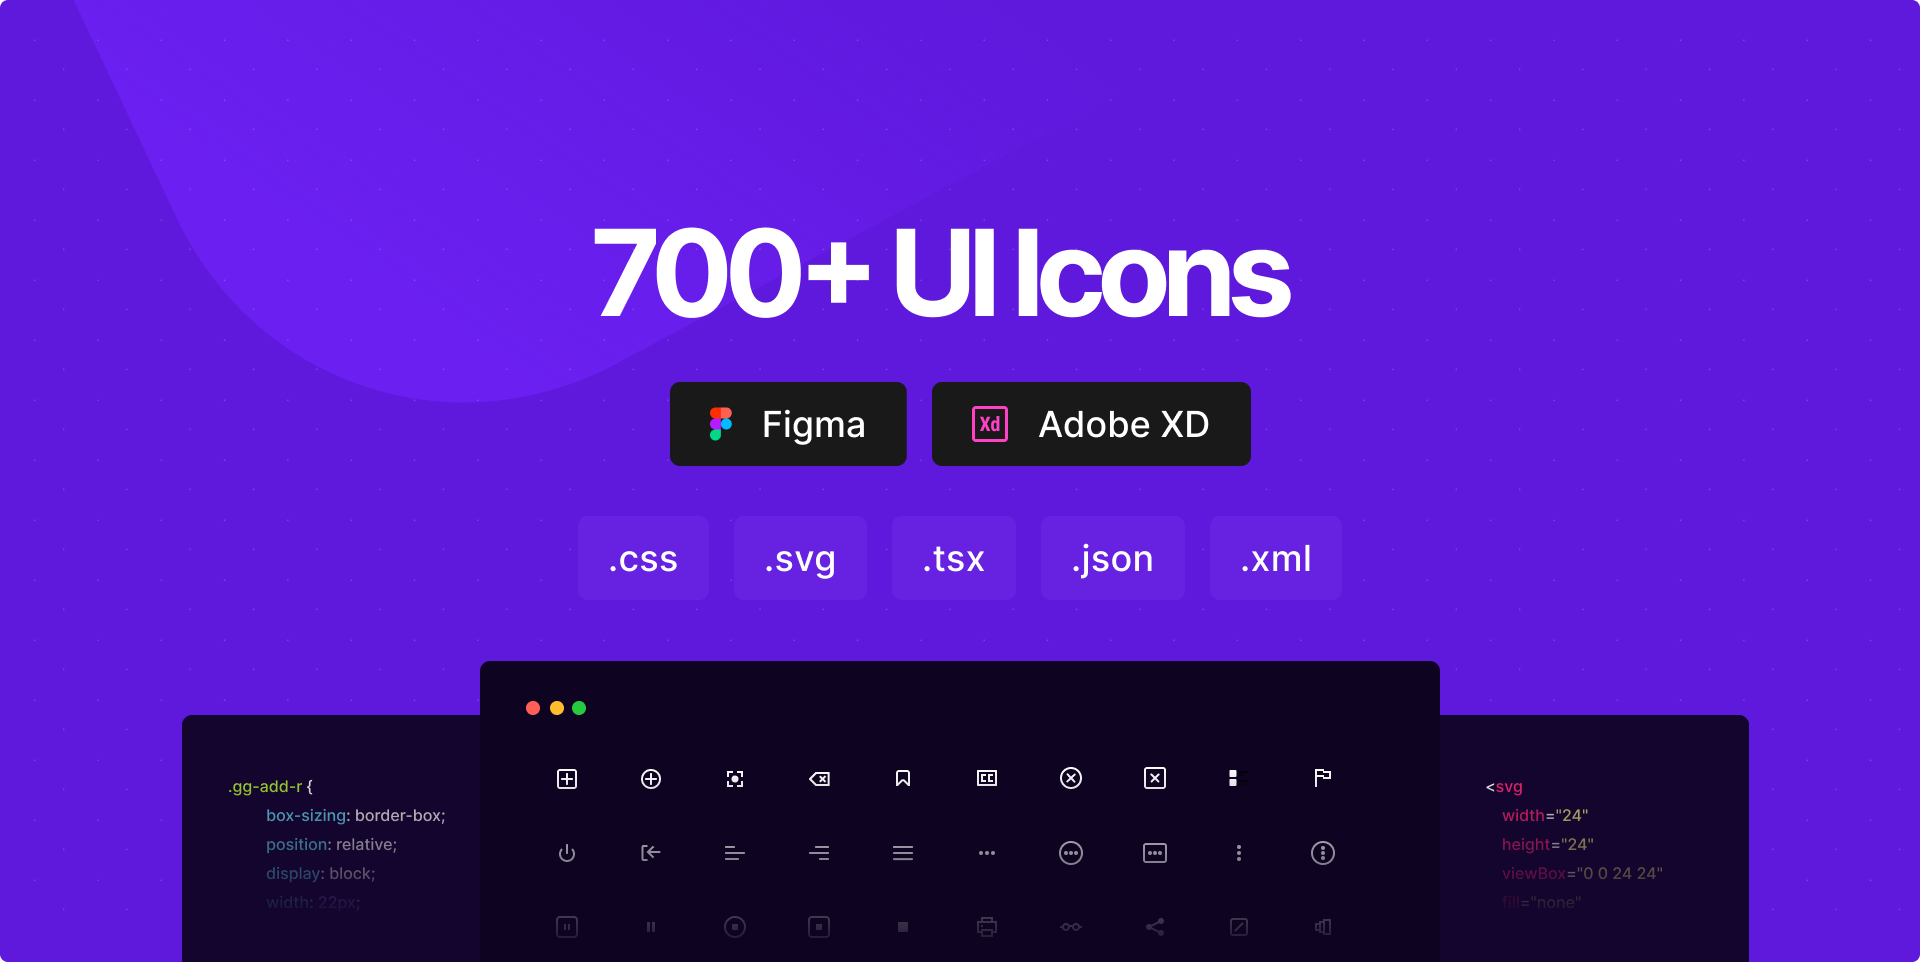 700+ UI Icons
Figma
Xd
Adobe XD
.css
.svg
.tsx
.json
.xml
.gg-add-r {
box-sizing: border-box;
position: relative;
display: block;
width: 22px;
CC
<svg
width="24"
height="24"
viewBox="0 0 24 24"
fill="none"